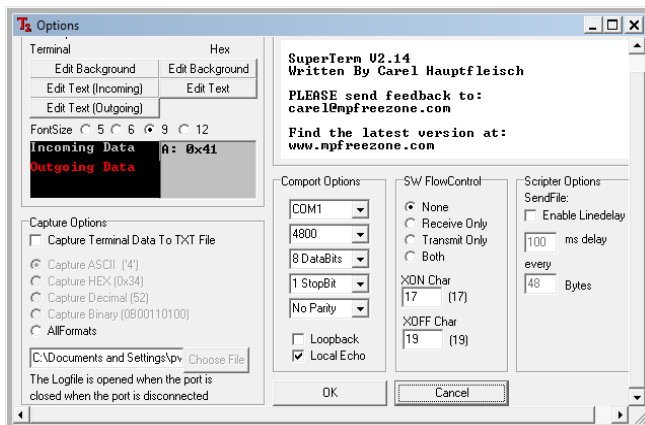 Options
Terminal Hex
Edit Background Edit Background
Edit Text (Incoming) Edit Text
Edit Text (Outgoing)
FontSize 5 6 9 12
Incoming Data A: 0x41
Outgoing Data
Capture Options
Capture Terminal Data To TXT File
Capture ASCII ('4')
Capture HEX (0x34)
Capture Decimal (52)
Capture Binary (0B00110100)
AllFormats
C:\Documents and Settings\pv Choose File
The Logfile is opened when the port is
closed when the port is disconnected
SuperTerm V2.14
Written By Carel Hauptfleisch
PLEASE send feedback to:
carel@mpfreezone.com
Find the latest version at:
www.mpfreezone.com
Comport Options
COM1
4800
8 DataBits
1 StopBit
No Parity
Loopback
Local Echo
SW FlowControl
None
Receive Only
Transmit Only
Both
XON Char
17 (17)
XOFF Char
19 (19)
Scripter Options
SendFile:
Enable Linedelay
100 ms delay
every
48 Bytes
OK Cancel